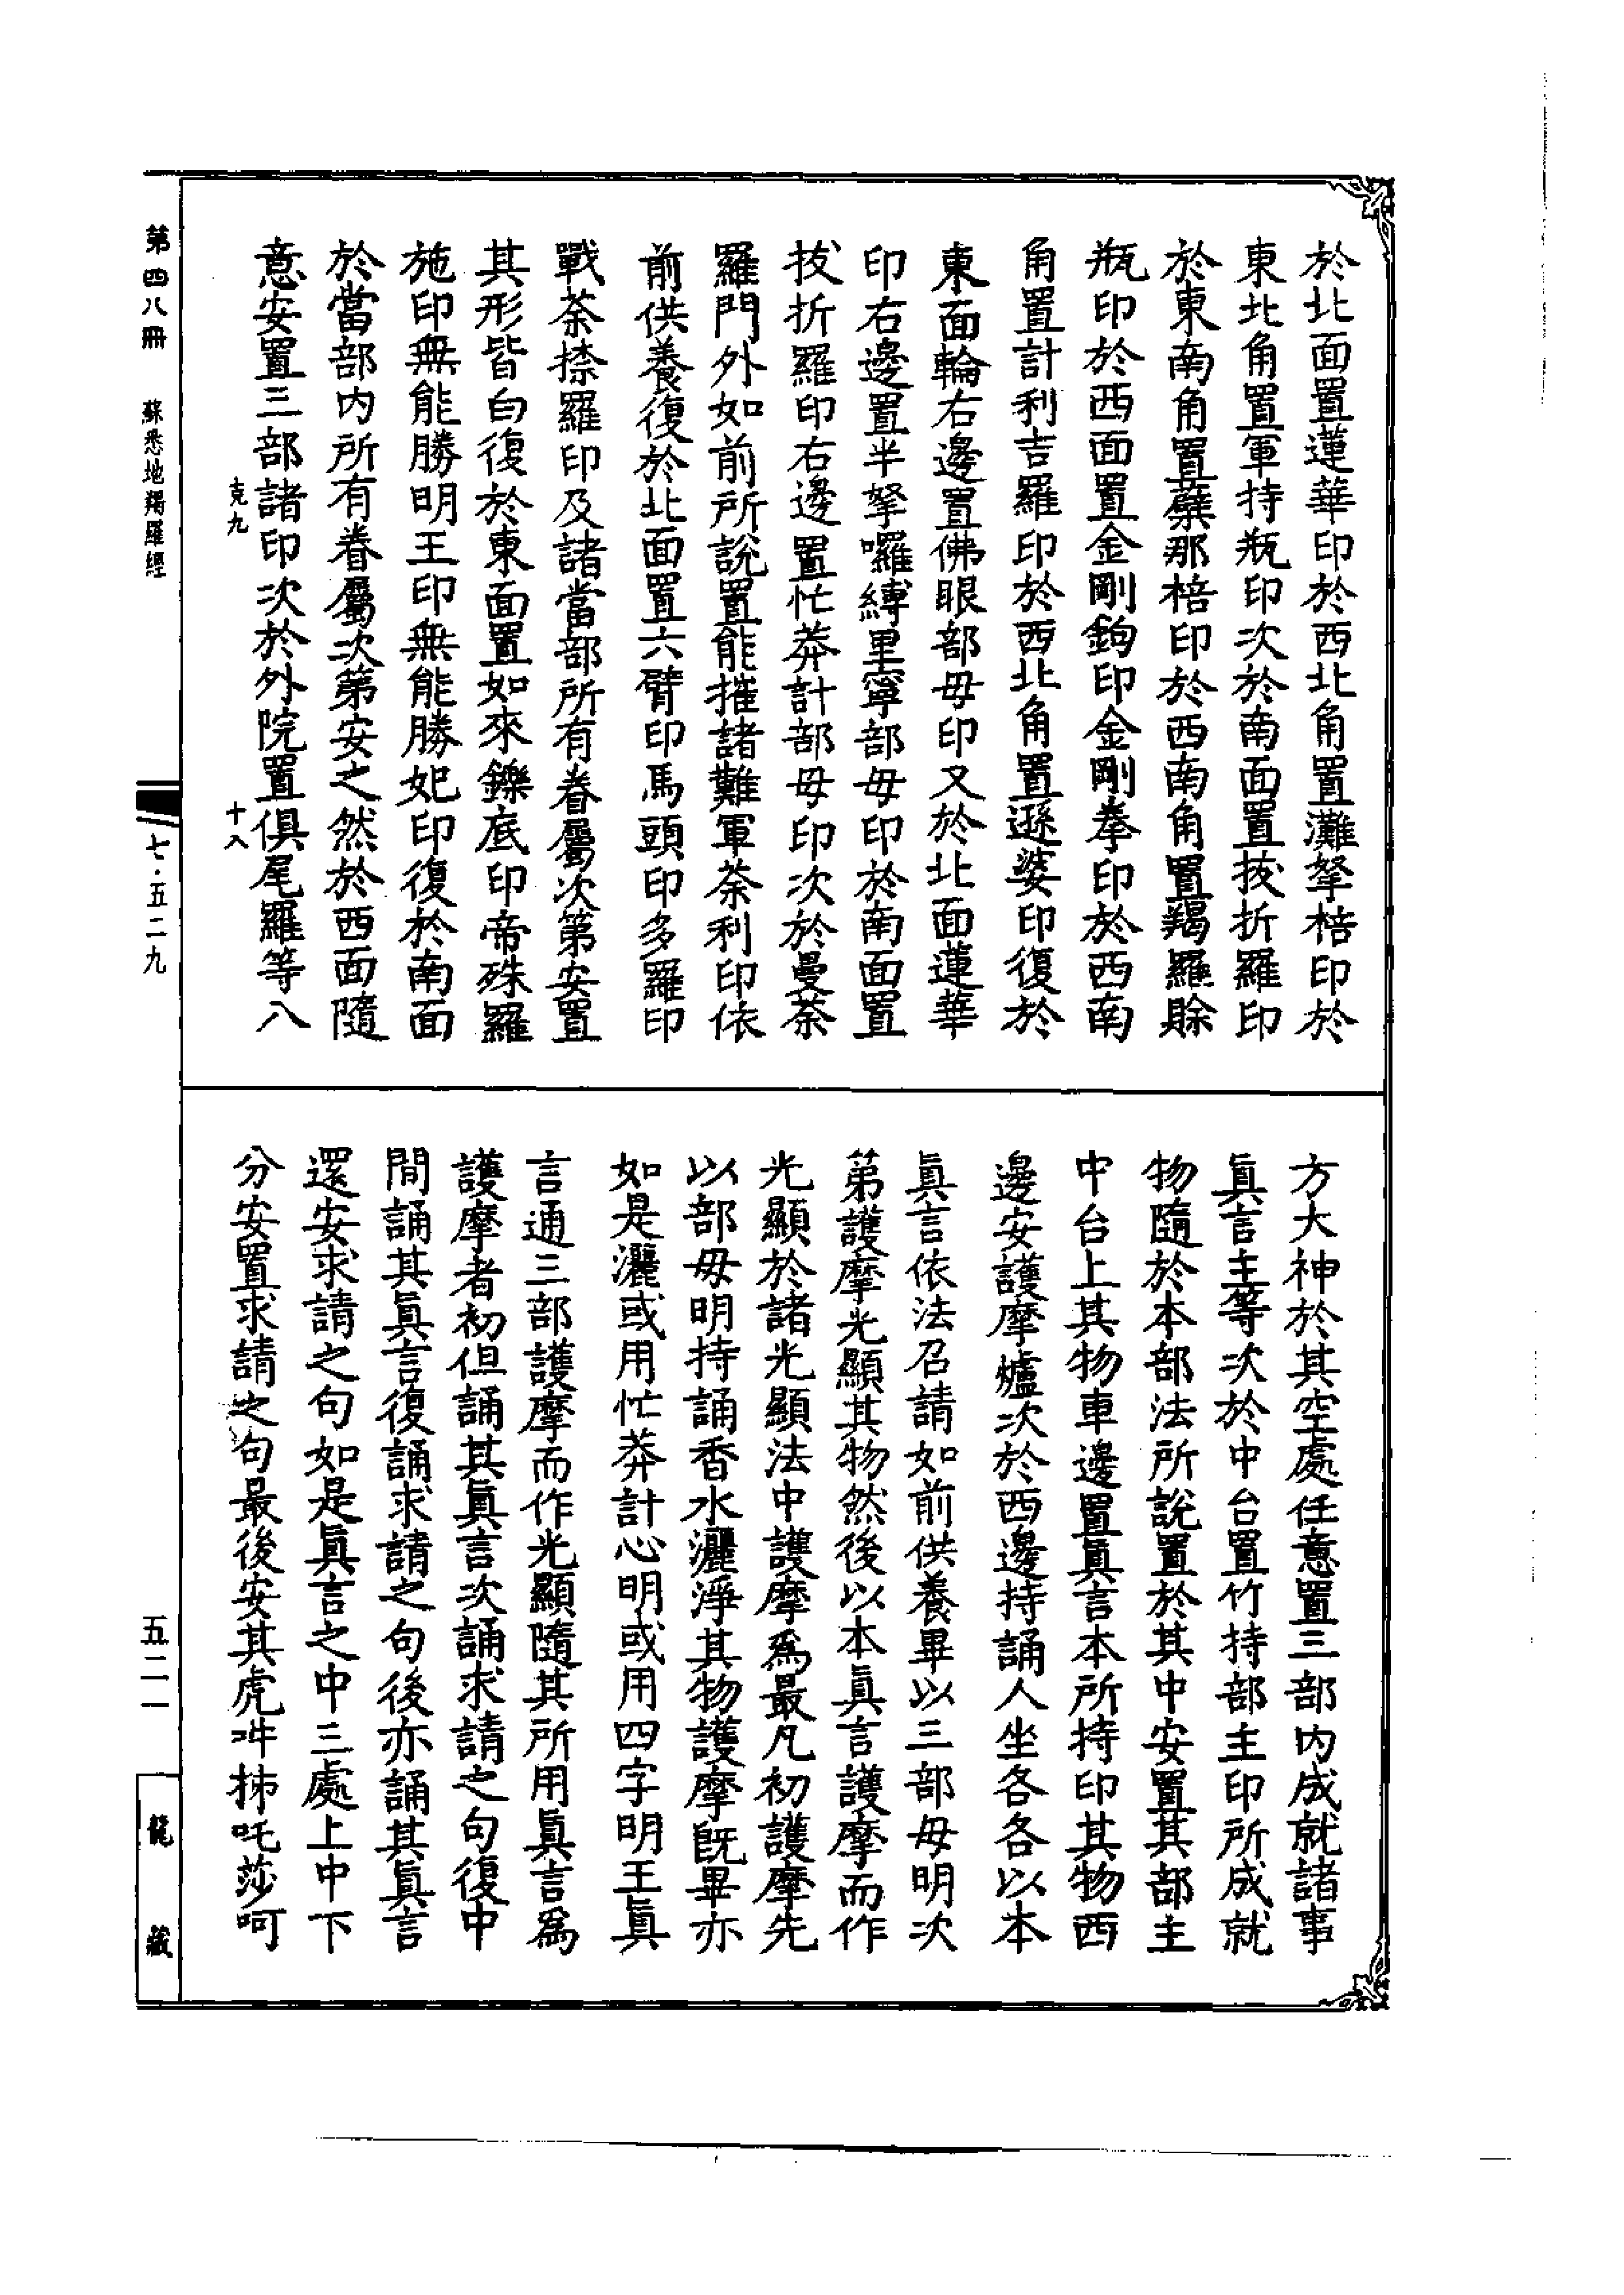 於北面置蓮華印於西北角置灘拏棓印於
東北角置軍持瓶印次於南面置拔折羅印
於東南角置蘖那棓印於西南角置羯羅賖
瓶印於西面置金剛鉤印金剛拳印於西南
角置計利吉羅印於西北角置遜婆印復於
東面輪右邊置佛眼部母印又於北面蓮華
印右邊置半拏囉縛里寧部母印於南面置
拔折羅印右邊置忙莽計部母印次於曼荼
羅門外如前所說置能摧諸難軍荼利印依
前供養復於北面置六臂印馬頭印多羅印
戰荼捺羅印及諸當部所有眷屬次第安置
其形皆白復於東面置如來鑠底印帝殊羅
施印無能勝明王印無能勝妃印復於南面
於當部内所有眷屬次第安之然於西面隨
意安置三部諸印次於外院置俱尾羅等八
克九 十八
方大神於其空處任意置三部内成就諸事
眞言主等次於中台置竹持部主印所成就
物隨於本部法所說置於其中安置其部主
中台上其物車邊置眞言本所持印其物西
邊安護摩爐次於西邊持誦人坐各各以本
眞言依法召請如前供養畢以三部母明次
第護摩光顯其物然後以本眞言護摩而作
光顯於諸光顯法中護摩爲最凡初護摩先
以部母明持誦香水灑淨其物護摩旣畢亦
如是灑或用忙莽計心明或用四字明王眞
言通三部護摩而作光顯隨其所用眞言爲
護摩者初但誦其眞言次誦求請之句復中
間誦其眞言復誦求請之句後亦誦其眞言
還安求請之句如是眞言之中三處上中下
分安置求請之句最後安其虎𤙖柹吒莎呵
第四八冊 蘇悉地羯羅經 七·五二九
五二一 龍藏